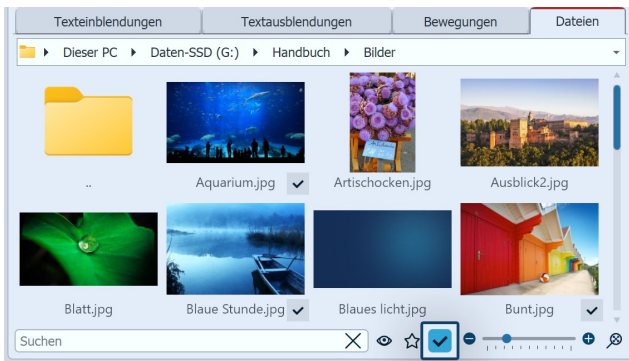 Texteinblendungen Textausblendungen Bewegungen Dateien
Dieser PC Daten-SSD (G:) Handbuch Bilder
.. Aquarium.jpg Artischocken.jpg Ausblick2.jpg
Blatt.jpg Blaue Stunde.jpg Blaues licht.jpg Bunt.jpg
Suchen